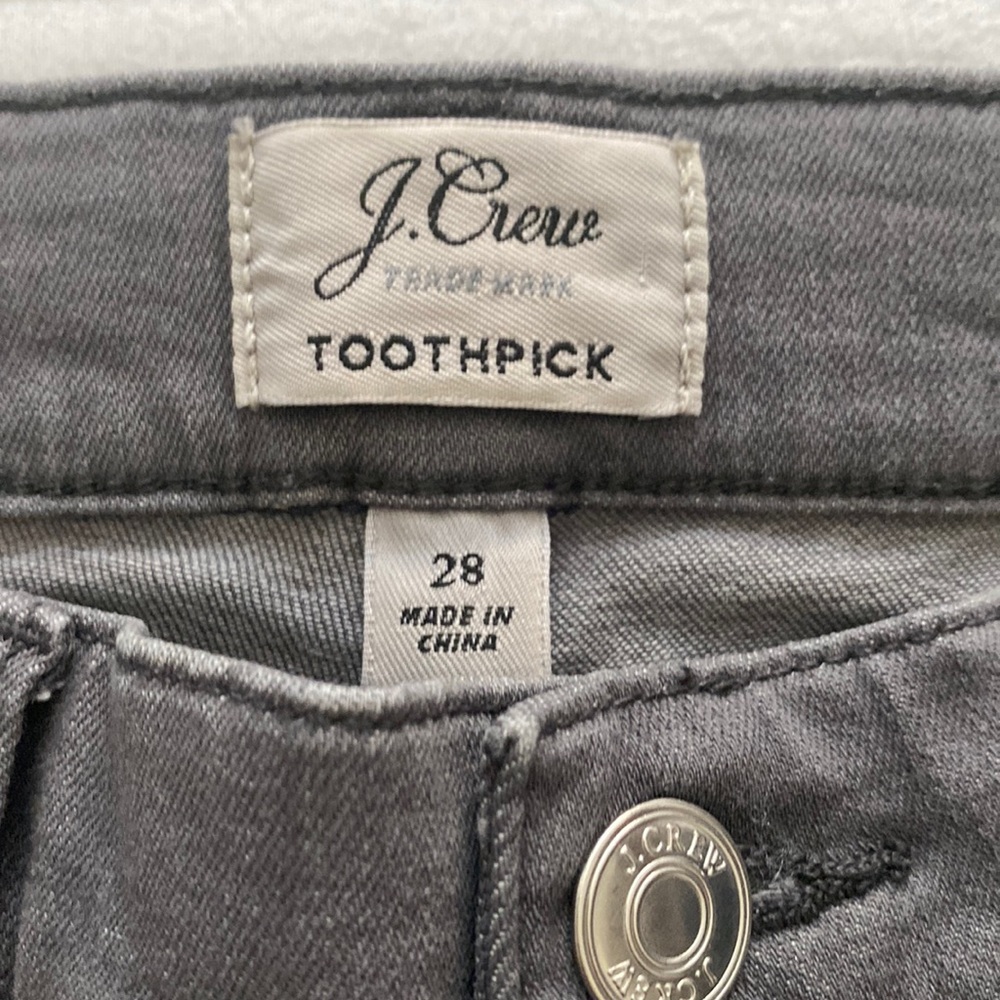 J.Crew
TRADE MARK
TOOTHPICK
28
MADE IN
CHINA
J.CREW
J.CREW